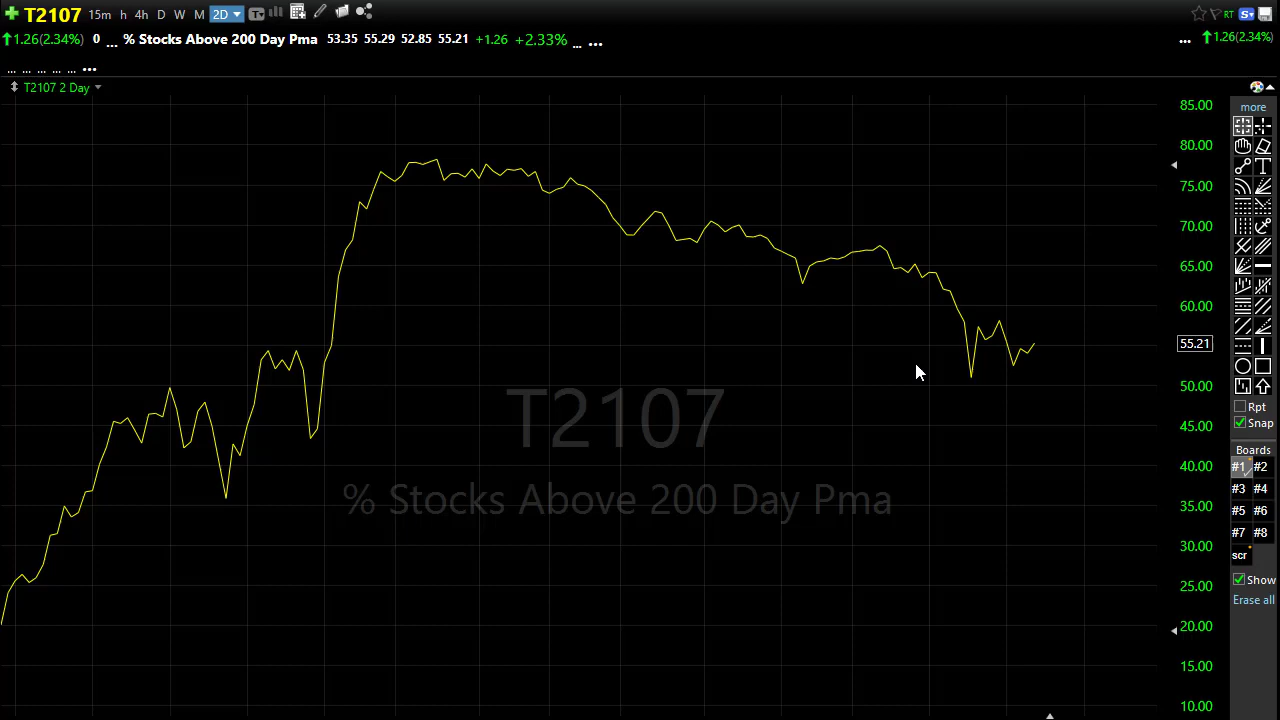 T2107 15m h 4h D W M 2D T RT S
1.26(2.34%) 0 ... % Stocks Above 200 Day Pma 53.35 55.29 52.85 55.21 +1.26 +2.33% ... ... ... 1.26(2.34%)
... ... ... ... ... ...
T2107 2 Day
more
T
85.00
80.00
75.00
70.00
65.00
60.00
55.21
50.00
45.00
40.00
35.00
30.00
25.00
20.00
15.00
10.00
T2107
% Stocks Above 200 Day Pma
Rpt
Snap
Boards
#1 #2
#3 #4
#5 #6
#7 #8
scr
Show
Erase all